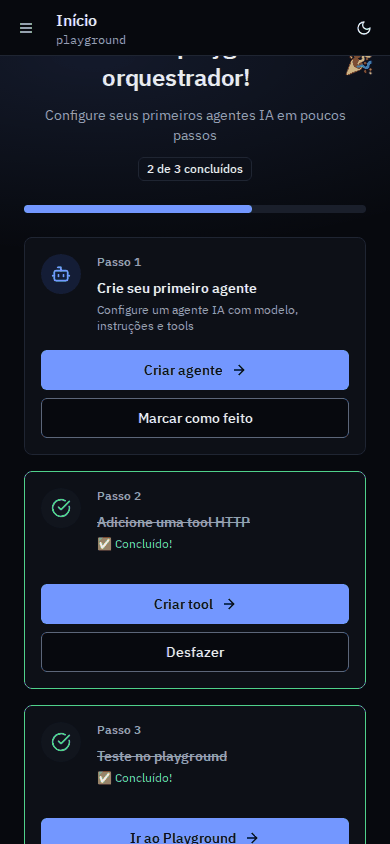 Início
playground
orquestrador!
Configure seus primeiros agentes IA em poucos
passos
2 de 3 concluídos
Passo 1
Crie seu primeiro agente
Configure um agente IA com modelo,
instruções e tools
Criar agente
Marcar como feito
Passo 2
Adicione uma tool HTTP
✅ Concluído!
Criar tool
Desfazer
Passo 3
Teste no playground
✅ Concluído!
Ir ao Playground